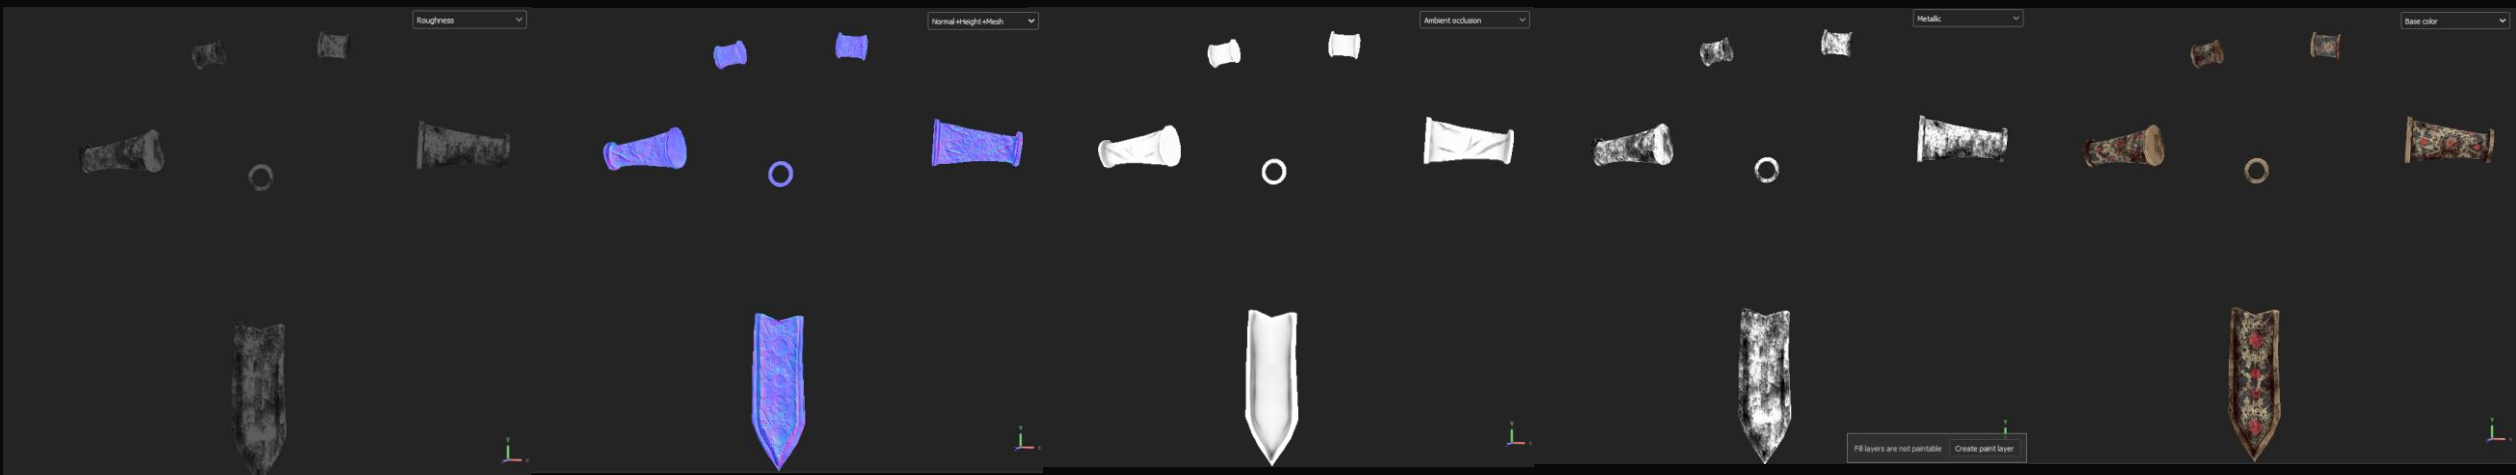 Roughness
Normal+Height+Mesh
Ambient occlusion
Metallic
Base color
Y
X
Y
X
Y
X
Y
Y
X
Fill layers are not paintable
Create paint layer